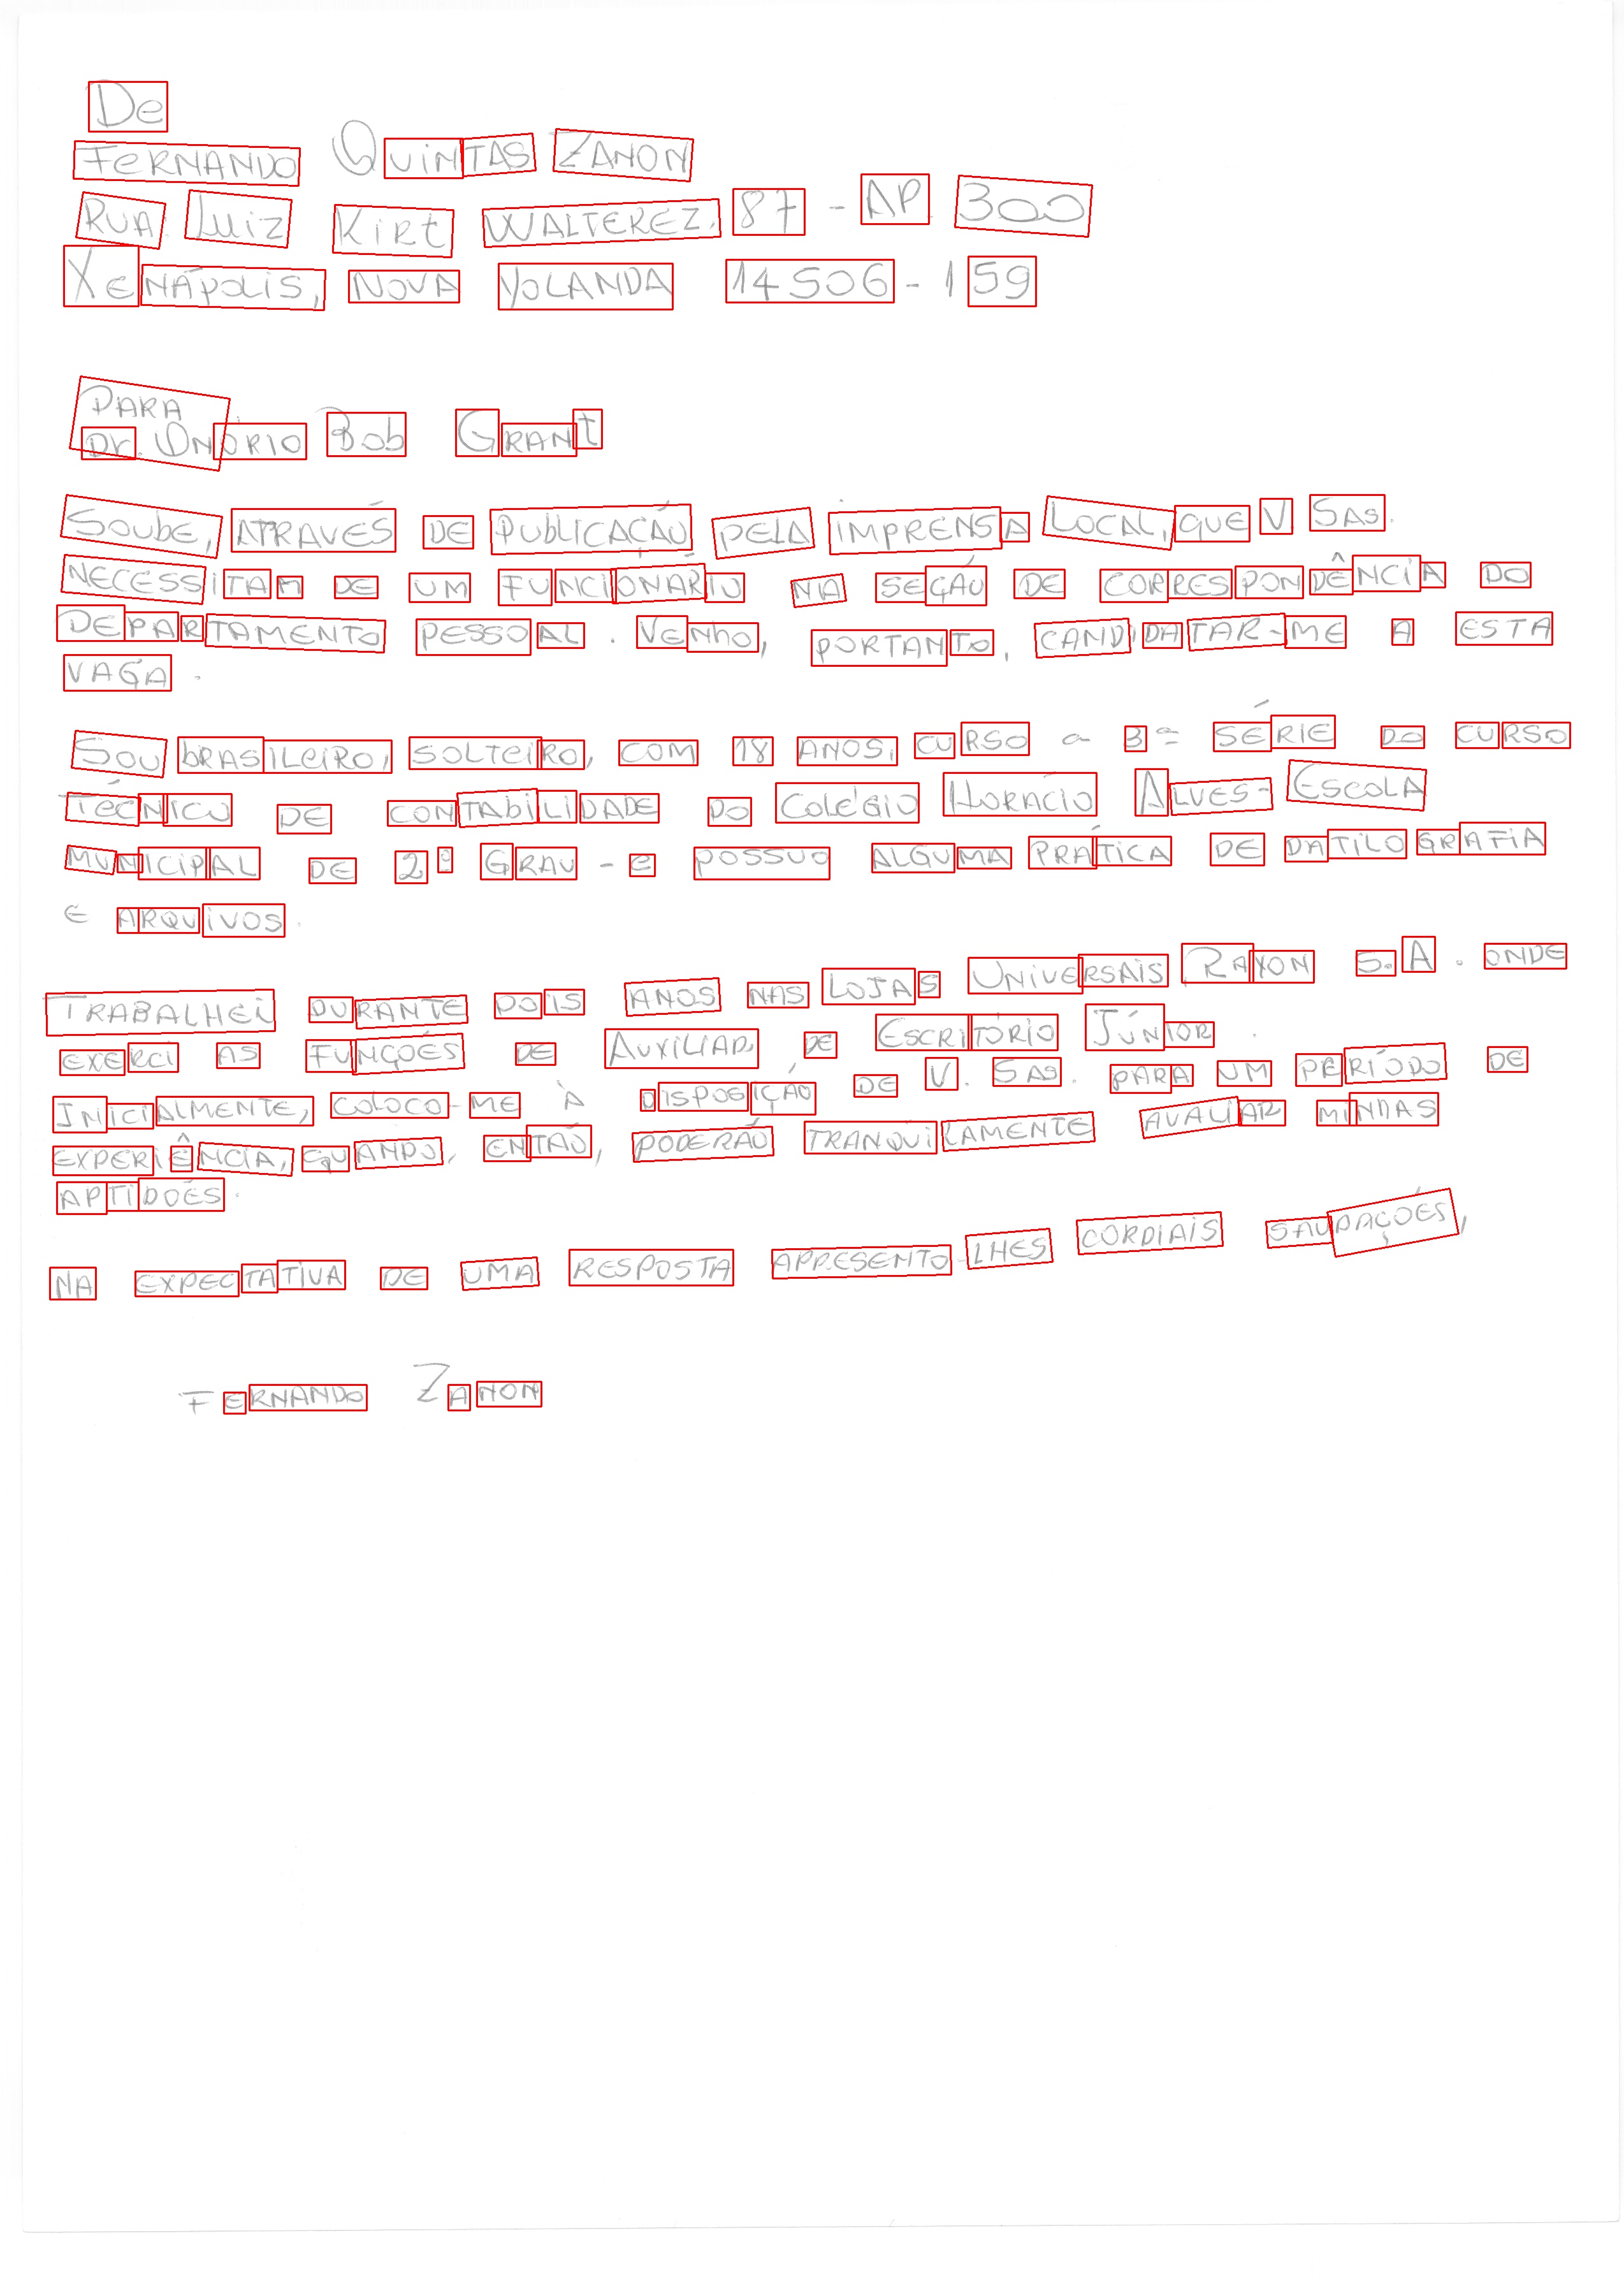 De
FERNANDO QUINTAS ZANON
RUA Luiz Kirt WALTEREZ, 87 - AP. 300
XENÁPOLIS, NOVA YOLANDA 14506-159
PARA
Dr. ONÓRIO Bob GRANt
Soube, ATRAVÉS DE PUBLICAÇÃO PELA IMPRENSA LOCAL, QUE V SAS.
NECESSITAM DE UM FUNCIONÁRIO NA SEÇÃO DE CORRESPONDÊNCIA DO
DEPARTAMENTO PESSOAL. VENHO, PORTANTO, CANDIDATAR-ME A ESTA
VAGA.
SOU BRASILEIRO, SOLTEIRO, COM 18 ANOS, CURSO a 3ª SÉRIE DO CURSO
TÉCNICO DE CONTABILIDADE DO COLÉGIO HORÁCIO ALVES- ESCOLA
MUNICIPAL DE 2º GRAU - e POSSUO ALGUMA PRÁTICA DE DATILOGRAFIA
E ARQUIVOS.
TRABALHEI DURANTE DOIS ANOS NAS LOJAS UNIVERSAIS RAXON S.A. ONDE
EXERCI AS FUNÇÕES DE AUXILIAR, DE ESCRITÓRIO JÚNIOR.
INICIALMENTE, COLOCO-ME À DISPOSIÇÃO DE V. SAS. PARA UM PERÍODO DE
EXPERIÊNCIA, EQUANDO, ENTÃO, PODERÃO TRANQUILAMENTE AVALIAR MINHAS
APTIDOÉS.
NA EXPECTATIVA DE UMA RESPOSTA APRESENTO-LHES CORDIAIS SAUDAÇÕES,
FERNANDO ZANON